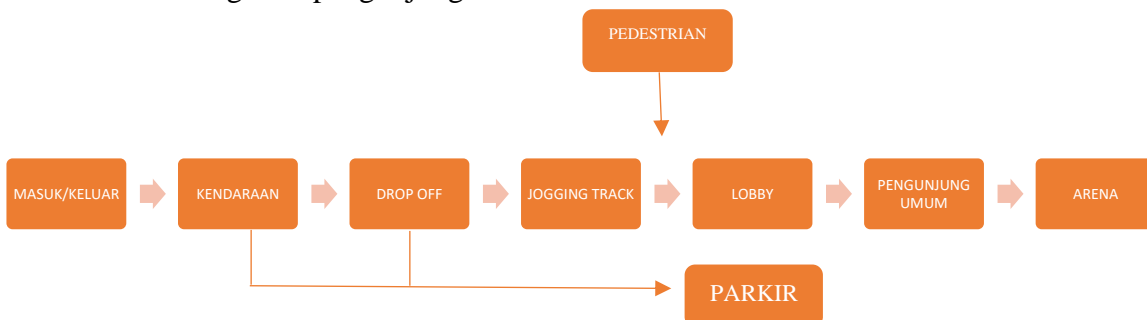 PEDESTRIAN
MASUK/KELUAR
KENDARAAN
DROP OFF
JOGGING TRACK
LOBBY
PENGUNJUNG
UMUM
ARENA
PARKIR